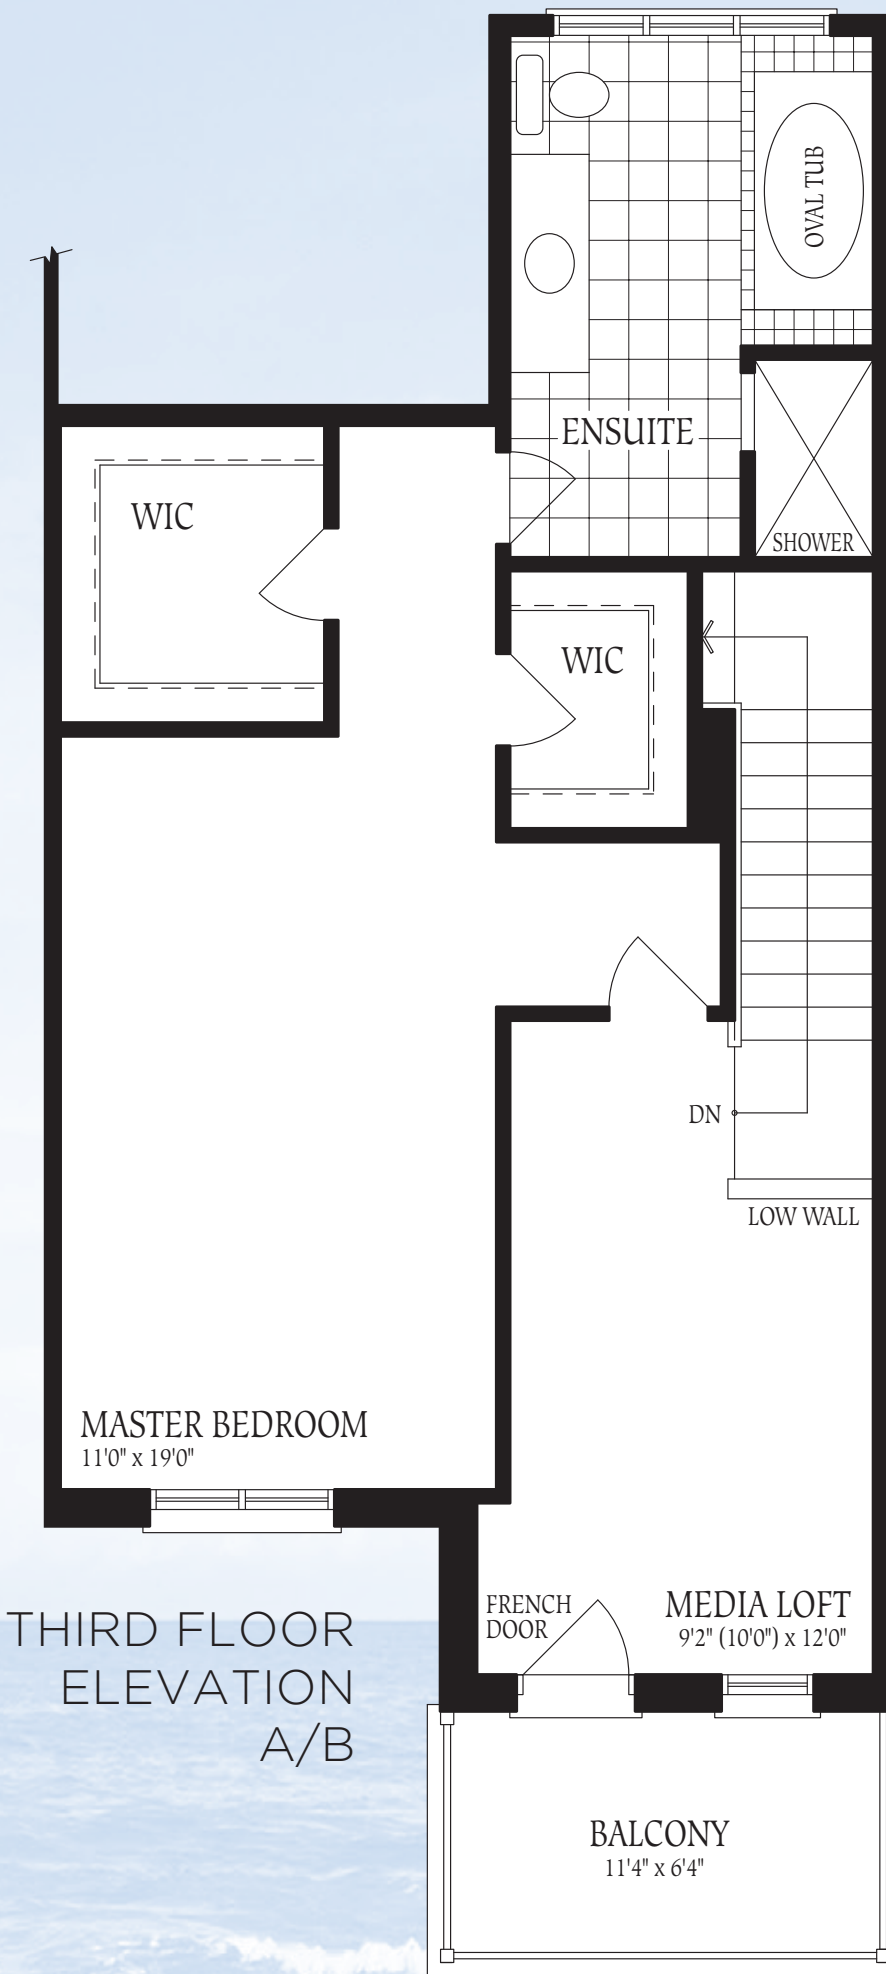 OVAL TUB
ENSUITE
WIC
SHOWER
WIC
DN
LOW WALL
MASTER BEDROOM
11'0" x 19'0"
FRENCH
DOOR
MEDIA LOFT
9'2" (10'0") x 12'0"
THIRD FLOOR
ELEVATION
A/B
BALCONY
11'4" x 6'4"